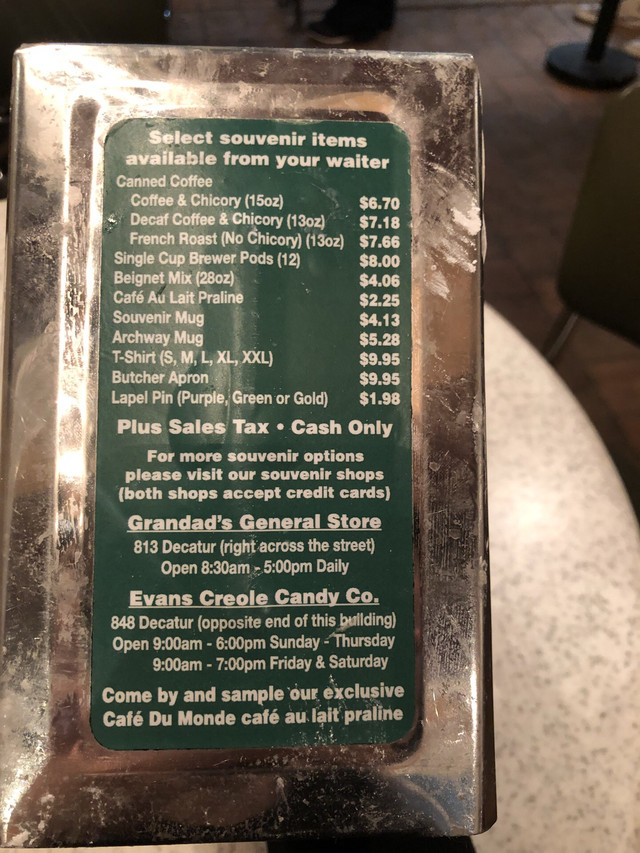 Select souvenir items
available from your waiter
Canned Coffee
Coffee & Chicory (15oz) $6.70
Decaf Coffee & Chicory (13oz) $7.18
French Roast (No Chicory) (13oz) $7.66
Single Cup Brewer Pods (12) $8.00
Beignet Mix (28oz) $4.06
Café Au Lait Praline $2.25
Souvenir Mug $4.13
Archway Mug $5.28
T-Shirt (S, M, L, XL, XXL) $9.95
Butcher Apron $9.95
Lapel Pin (Purple, Green or Gold) $1.98
Plus Sales Tax • Cash Only
For more souvenir options
please visit our souvenir shops
(both shops accept credit cards)
Grandad's General Store
813 Decatur (right across the street)
Open 8:30am - 5:00pm Daily
Evans Creole Candy Co.
848 Decatur (opposite end of this building)
Open 9:00am - 6:00pm Sunday - Thursday
9:00am - 7:00pm Friday & Saturday
Come by and sample our exclusive
Café Du Monde café au lait praline